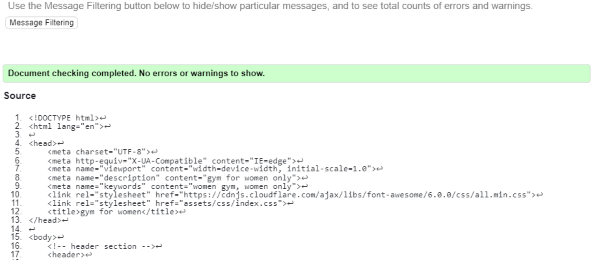 Use the Message Filtering button below to hide/show particular messages, and to see total counts of errors and warnings.
Message Filtering
Document checking completed. No errors or warnings to show.
Source
1. <!DOCTYPE html>↩
2. <html lang="en">↩
3. ↩
4. <head>↩
5. <meta charset="UTF-8">↩
6. <meta http-equiv="X-UA-Compatible" content="IE=edge">↩
7. <meta name="viewport" content="width=device-width, initial-scale=1.0">↩
8. <meta name="description" content="gym for women only">↩
9. <meta name="keywords" content="women gym, women only">↩
10. <link rel="stylesheet" href="https://cdnjs.cloudflare.com/ajax/libs/font-awesome/6.0.0/css/all.min.css">↩
11. <link rel="stylesheet" href="assets/css/index.css">↩
12. <title>gym for women</title>↩
13. </head>↩
14. ↩
15. <body>↩
16. <!-- header section -->↩
17. <header>↩